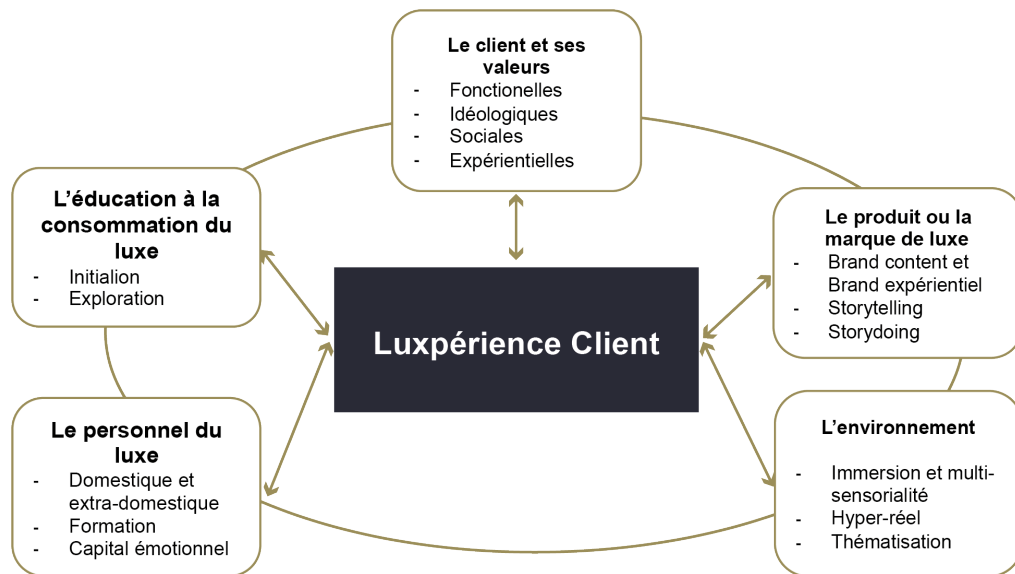 Le client et ses
valeurs
- Fonctionelles
- Idéologiques
- Sociales
- Expérientielles
L'éducation à la
consommation du
luxe
- Initialion
- Exploration
Le produit ou la
marque de luxe
- Brand content et
Brand expérientiel
- Storytelling
- Storydoing
Luxpérience Client
Le personnel du
luxe
- Domestique et
extra-domestique
- Formation
- Capital émotionnel
L'environnement
- Immersion et multi-
sensorialité
- Hyper-réel
- Thématisation